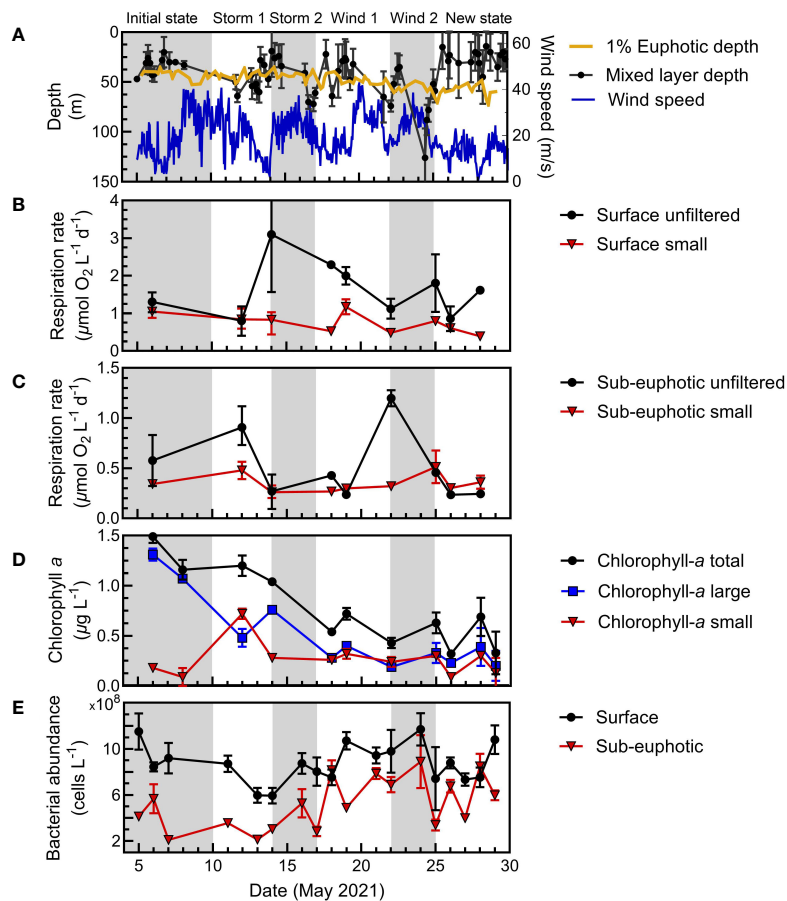 Initial state Storm 1 Storm 2 Wind 1 Wind 2 New state
A
0
50
100
150
Depth
(m)
60
40
20
0
Wind speed
(m/s)
1% Euphotic depth
Mixed layer depth
Wind speed
B
4
3
2
1
0
Respiration rate
(µmol O₂ L⁻¹ d⁻¹)
Surface unfiltered
Surface small
C
1.5
1.0
0.5
0.0
Respiration rate
(µmol O₂ L⁻¹ d⁻¹)
Sub-euphotic unfiltered
Sub-euphotic small
D
1.5
1.0
0.5
0.0
Chlorophyll a
(µg L⁻¹)
Chlorophyll-a total
Chlorophyll-a large
Chlorophyll-a small
E
x10⁸
10
6
2
Bacterial abundance
(cells L⁻¹)
Surface
Sub-euphotic
5 10 15 20 25 30
Date (May 2021)